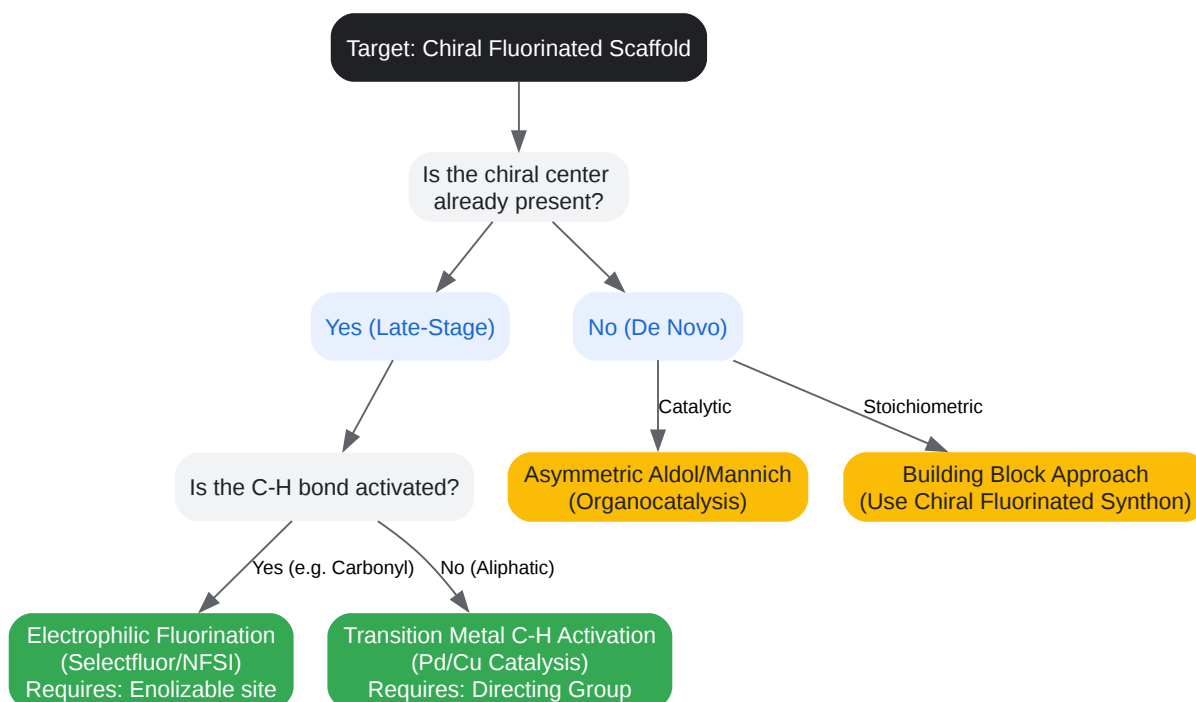 Target: Chiral Fluorinated Scaffold
Is the chiral center
already present?
Yes (Late-Stage)
No (De Novo)
Catalytic
Stoichiometric
Is the C-H bond activated?
Asymmetric Aldol/Mannich
(Organocatalysis)
Building Block Approach
(Use Chiral Fluorinated Synthon)
Yes (e.g. Carbonyl)
No (Aliphatic)
Electrophilic Fluorination
(Selectfluor/NFSI)
Requires: Enolizable site
Transition Metal C-H Activation
(Pd/Cu Catalysis)
Requires: Directing Group